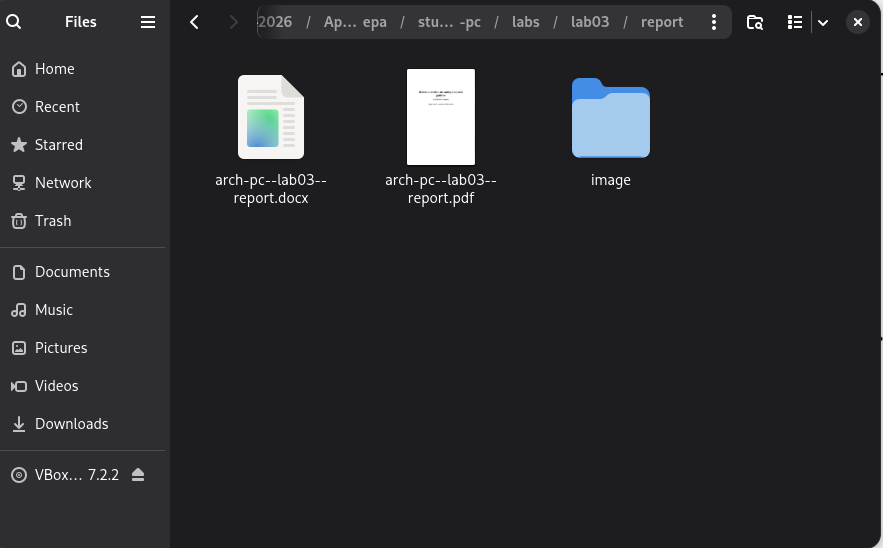 Files
2026 / Ap… epa / stu… -pc / labs / lab03 / report
Home
Recent
Starred
Network
Trash
Documents
Music
Pictures
Videos
Downloads
VBox… 7.2.2
arch-pc--lab03--
report.docx
arch-pc--lab03--
report.pdf
image